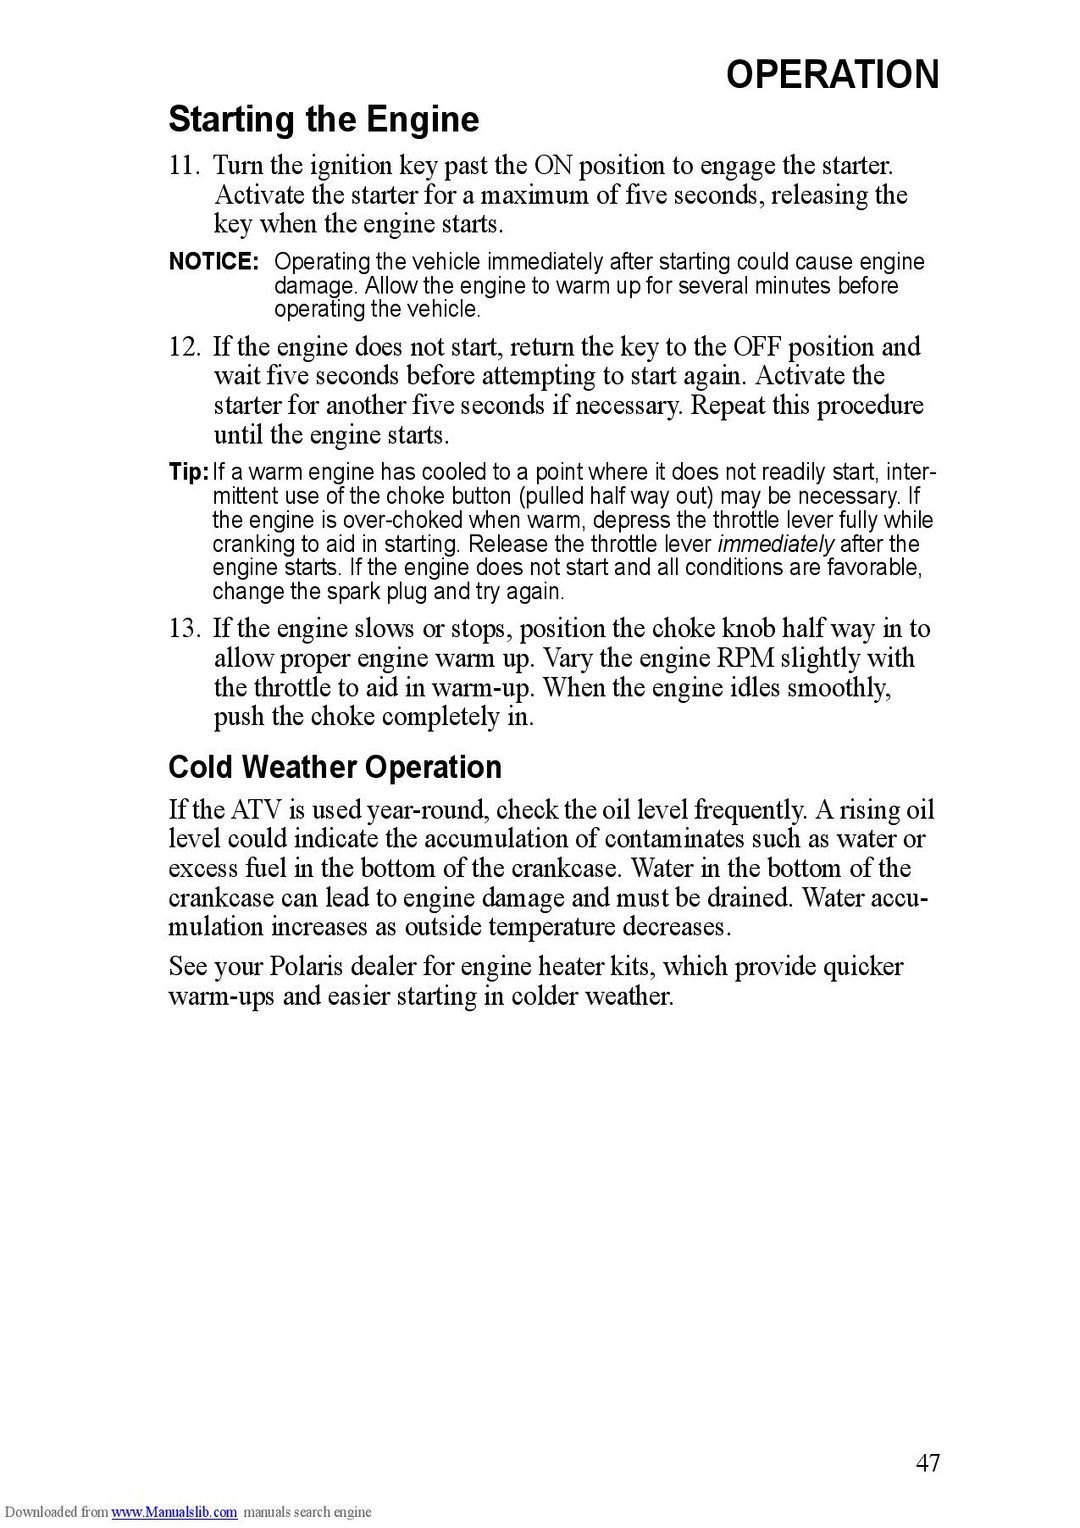 OPERATION
Starting the Engine
11. Turn the ignition key past the ON position to engage the starter.
Activate the starter for a maximum of five seconds, releasing the
key when the engine starts.
NOTICE: Operating the vehicle immediately after starting could cause engine
damage. Allow the engine to warm up for several minutes before
operating the vehicle.
12. If the engine does not start, return the key to the OFF position and
wait five seconds before attempting to start again. Activate the
starter for another five seconds if necessary. Repeat this procedure
until the engine starts.
Tip: If a warm engine has cooled to a point where it does not readily start, inter-
mittent use of the choke button (pulled half way out) may be necessary. If
the engine is over-choked when warm, depress the throttle lever fully while
cranking to aid in starting. Release the throttle lever immediately after the
engine starts. If the engine does not start and all conditions are favorable,
change the spark plug and try again.
13. If the engine slows or stops, position the choke knob half way in to
allow proper engine warm up. Vary the engine RPM slightly with
the throttle to aid in warm-up. When the engine idles smoothly,
push the choke completely in.
Cold Weather Operation
If the ATV is used year-round, check the oil level frequently. A rising oil
level could indicate the accumulation of contaminates such as water or
excess fuel in the bottom of the crankcase. Water in the bottom of the
crankcase can lead to engine damage and must be drained. Water accu-
mulation increases as outside temperature decreases.
See your Polaris dealer for engine heater kits, which provide quicker
warm-ups and easier starting in colder weather.
47
Downloaded from www.Manualslib.com manuals search engine